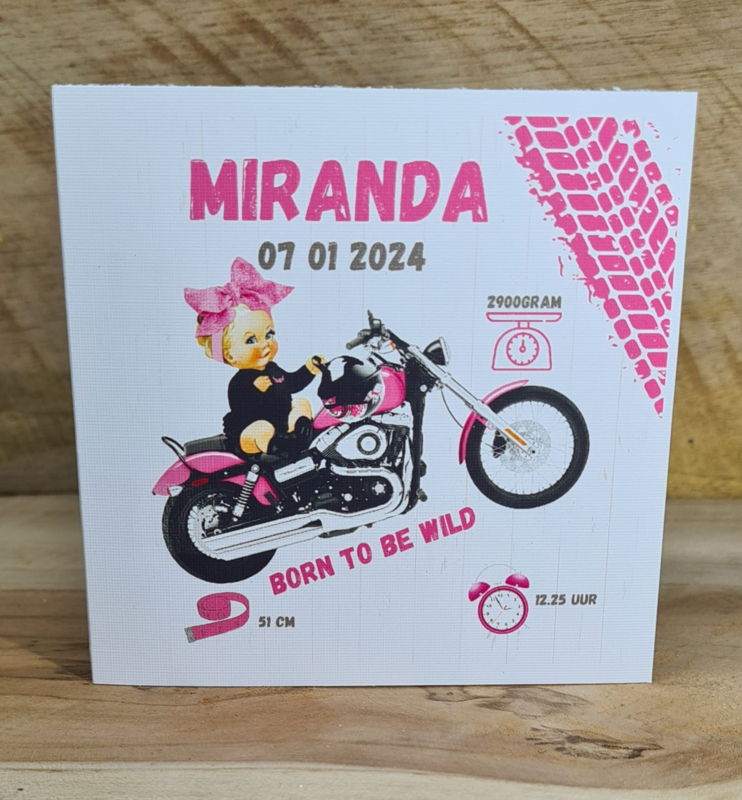 MIRANDA
07 01 2024
2900GRAM
BORN TO BE WILD
51 CM
12.25 UUR